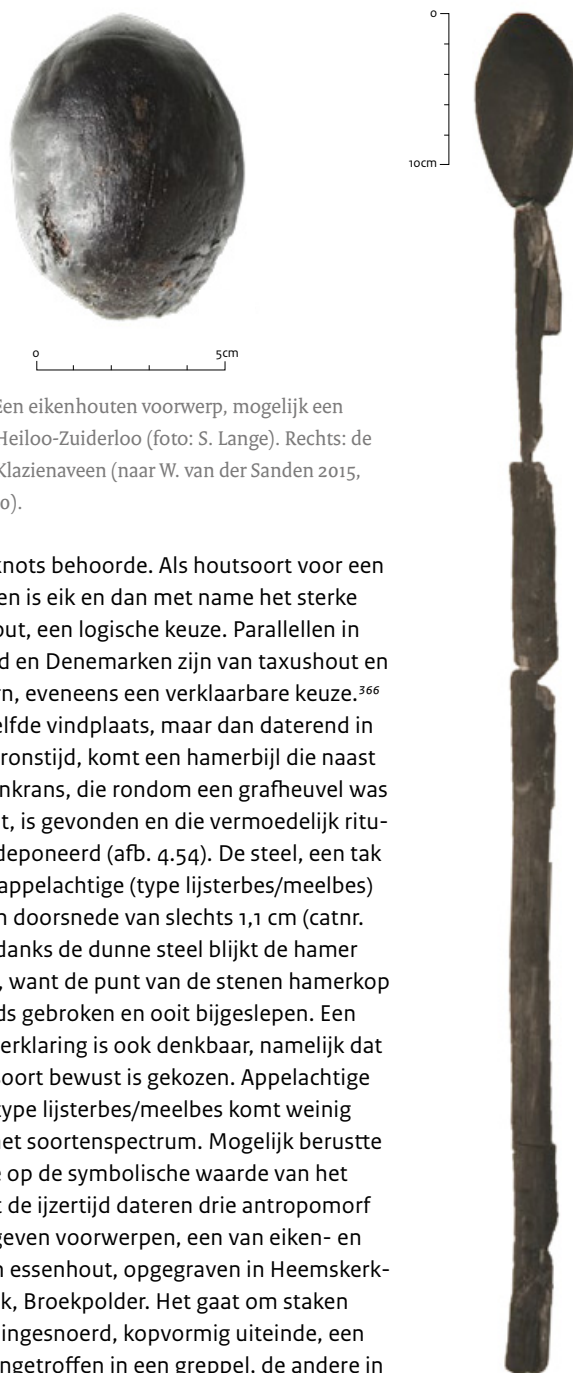 0
10cm
0 5cm
Een eikenhouten voorwerp, mogelijk een
Heiloo-Zuiderloo (foto: S. Lange). Rechts: de
Klazienaveen (naar W. van der Sanden 2015,
0).
knots behoorde. Als houtsoort voor een
en is eik en dan met name het sterke
out, een logische keuze. Parallellen in
d en Denemarken zijn van taxushout en
rn, eveneens een verklaarbare keuze.³⁶⁶
elfde vindplaats, maar dan daterend in
ronstijd, komt een hamerbijl die naast
nkrans, die rondom een grafheuvel was
t, is gevonden en die vermoedelijk ritu-
deponeerd (afb. 4.54). De steel, een tak
appelachtige (type lijsterbes/meelbes)
n doorsnede van slechts 1,1 cm (catnr.
danks de dunne steel blijkt de hamer
, want de punt van de stenen hamerkop
ds gebroken en ooit bijgeslepen. Een
erklaring is ook denkbaar, namelijk dat
soort bewust is gekozen. Appelachtige
type lijsterbes/meelbes komt weinig
het soortenspectrum. Mogelijk berustte
e op de symbolische waarde van het
t de ijzertijd dateren drie antropomorf
geven voorwerpen, een van eiken- en
n essenhout, opgegraven in Heemskerk-
k, Broekpolder. Het gaat om staken
ingesnoerd, kopvormig uiteinde, een
ngetroffen in een greppel, de andere in